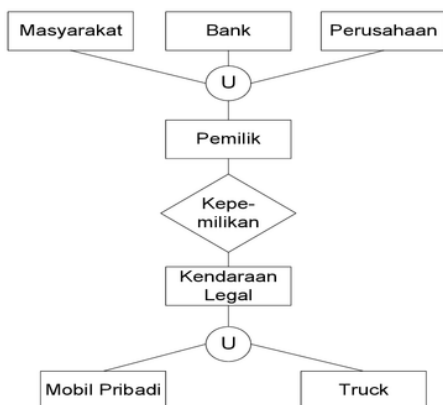 Masyarakat
Bank
Perusahaan
U
Pemilik
Kepe-
milikan
Kendaraan
Legal
U
Mobil Pribadi
Truck